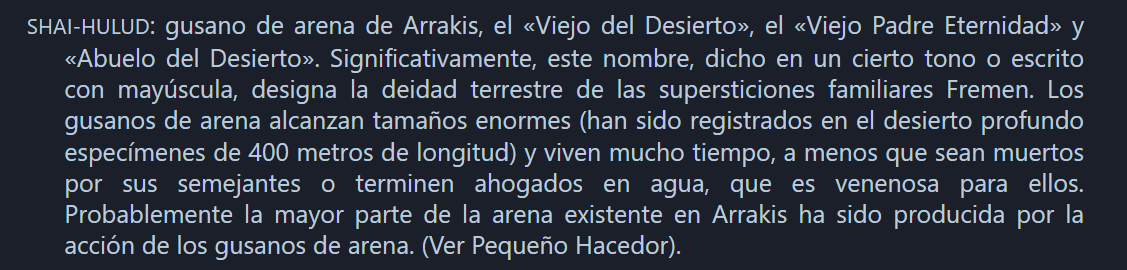 SHAI-HULUD: gusano de arena de Arrakis, el «Viejo del Desierto», el «Viejo Padre Eternidad» y
«Abuelo del Desierto». Significativamente, este nombre, dicho en un cierto tono o escrito
con mayúscula, designa la deidad terrestre de las supersticiones familiares Fremen. Los
gusanos de arena alcanzan tamaños enormes (han sido registrados en el desierto profundo
especímenes de 400 metros de longitud) y viven mucho tiempo, a menos que sean muertos
por sus semejantes o terminen ahogados en agua, que es venenosa para ellos.
Probablemente la mayor parte de la arena existente en Arrakis ha sido producida por la
acción de los gusanos de arena. (Ver Pequeño Hacedor).